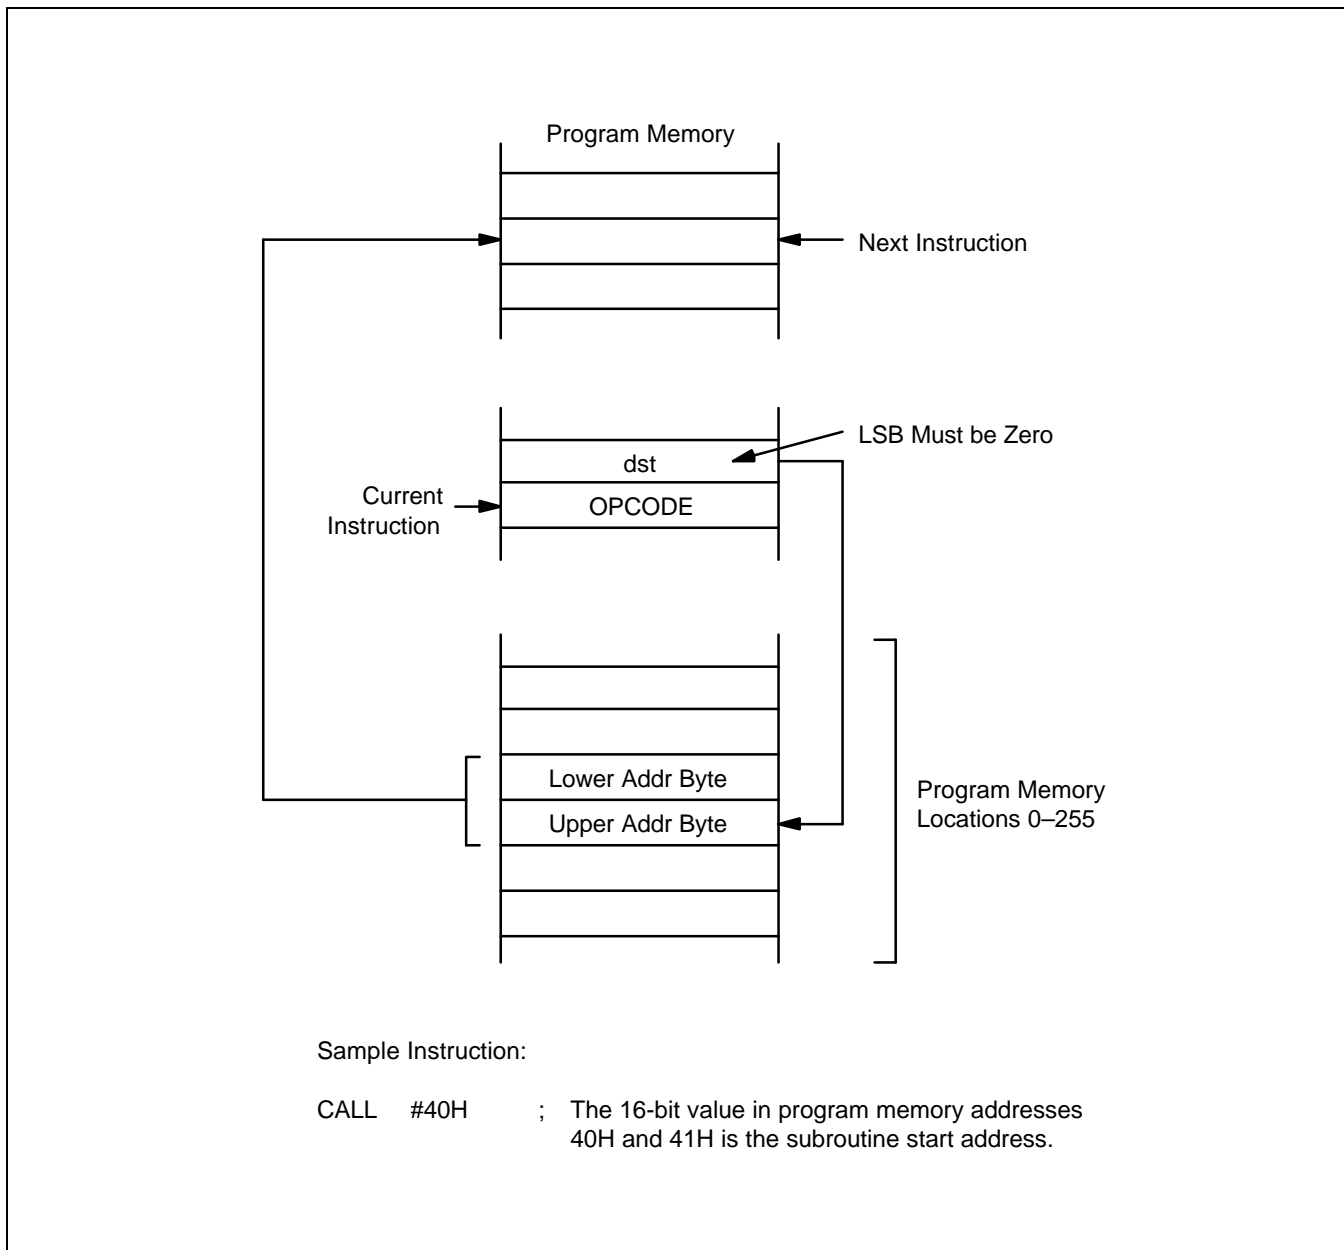 Program Memory
Next Instruction
LSB Must be Zero
dst
Current
Instruction
OPCODE
Lower Addr Byte
Upper Addr Byte
Program Memory
Locations 0–255
Sample Instruction:
CALL #40H ; The 16-bit value in program memory addresses
40H and 41H is the subroutine start address.